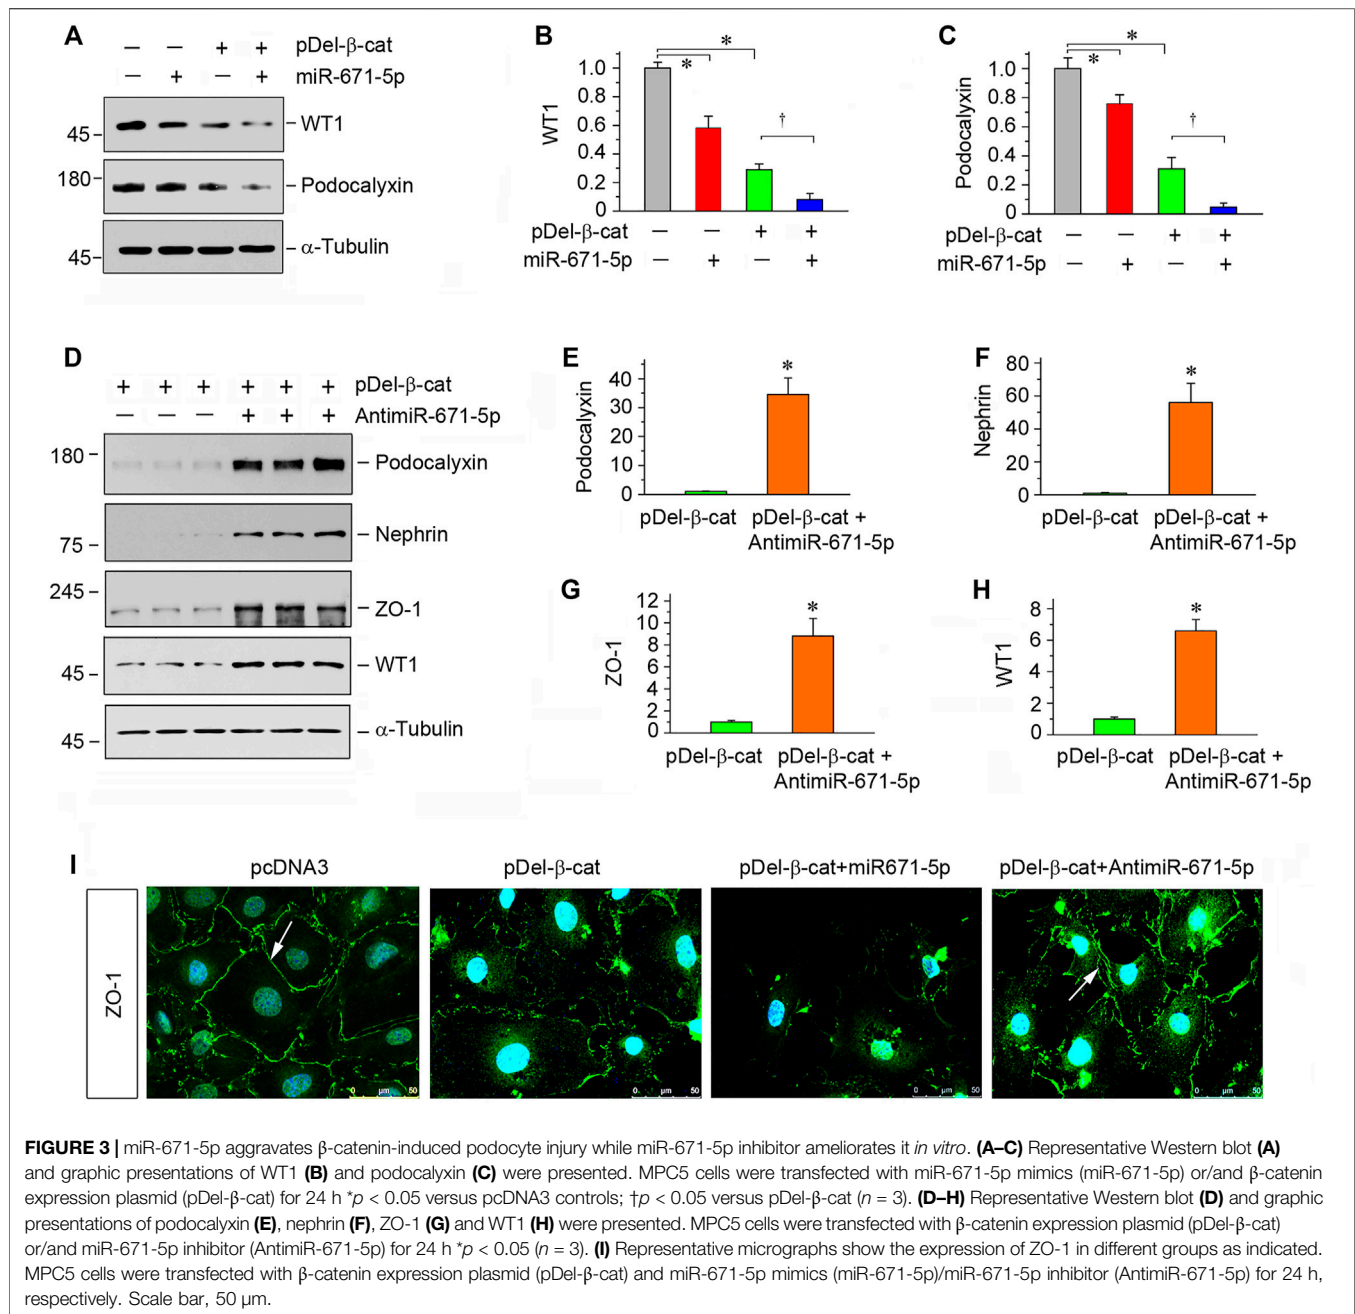 A
− − + + pDel-β-cat
− + − + miR-671-5p
45
WT1
180
Podocalyxin
45
α-Tubulin
B
WT1
1.0
0.8
0.6
0.4
0.2
0
*
*
†
pDel-β-cat − − + +
miR-671-5p − + − +
C
Podocalyxin
1.0
0.8
0.6
0.4
0.2
0
*
*
†
pDel-β-cat − − + +
miR-671-5p − + − +
D
+ + + + + + pDel-β-cat
− − − + + + AntimiR-671-5p
180
Podocalyxin
75
Nephrin
245
ZO-1
45
WT1
45
α-Tubulin
E
Podocalyxin
40
30
20
10
0
*
pDel-β-cat pDel-β-cat +
AntimiR-671-5p
F
Nephrin
80
60
40
20
0
*
pDel-β-cat pDel-β-cat +
AntimiR-671-5p
G
ZO-1
12
10
8
6
4
2
0
*
pDel-β-cat pDel-β-cat +
AntimiR-671-5p
H
WT1
8
6
4
2
0
*
pDel-β-cat pDel-β-cat +
AntimiR-671-5p
I
pcDNA3 pDel-β-cat pDel-β-cat+miR671-5p pDel-β-cat+AntimiR-671-5p
ZO-1
0 μm 50
0 μm 50
0 μm 50
0 μm 50
FIGURE 3 | miR-671-5p aggravates β-catenin-induced podocyte injury while miR-671-5p inhibitor ameliorates it in vitro. (A–C) Representative Western blot (A)
and graphic presentations of WT1 (B) and podocalyxin (C) were presented. MPC5 cells were transfected with miR-671-5p mimics (miR-671-5p) or/and β-catenin
expression plasmid (pDel-β-cat) for 24 h *p < 0.05 versus pcDNA3 controls; †p < 0.05 versus pDel-β-cat (n = 3). (D–H) Representative Western blot (D) and graphic
presentations of podocalyxin (E), nephrin (F), ZO-1 (G) and WT1 (H) were presented. MPC5 cells were transfected with β-catenin expression plasmid (pDel-β-cat)
or/and miR-671-5p inhibitor (AntimiR-671-5p) for 24 h *p < 0.05 (n = 3). (I) Representative micrographs show the expression of ZO-1 in different groups as indicated.
MPC5 cells were transfected with β-catenin expression plasmid (pDel-β-cat) and miR-671-5p mimics (miR-671-5p)/miR-671-5p inhibitor (AntimiR-671-5p) for 24 h,
respectively. Scale bar, 50 μm.